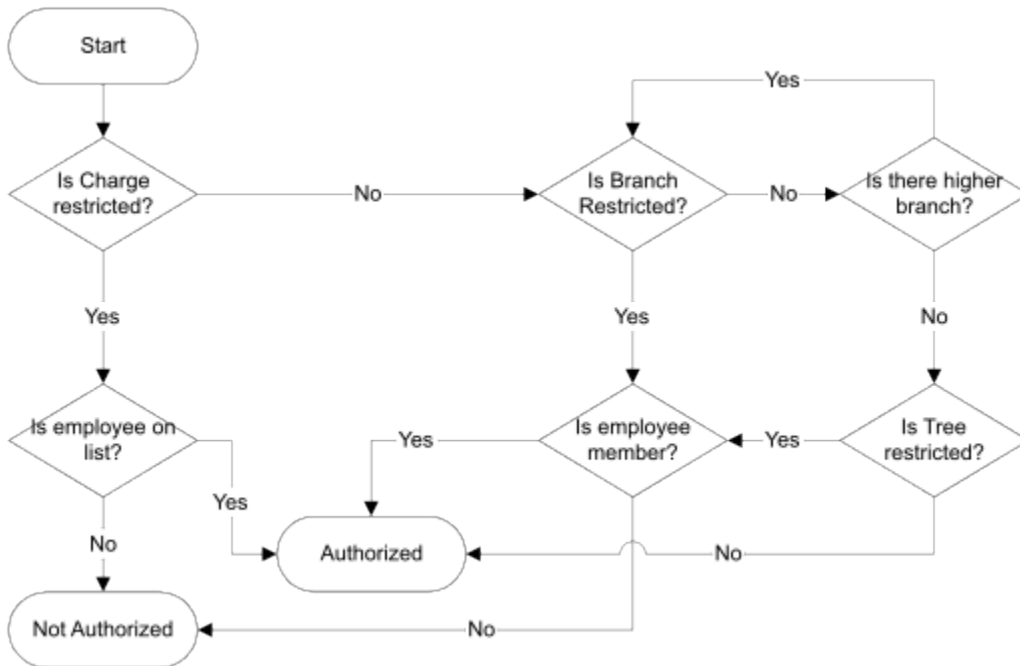 Start
Yes
Is Charge
restricted?
No
Is Branch
Restricted?
No
Is there higher
branch?
Yes
Yes
No
Is employee on
list?
Yes
Is employee
member?
Yes
Is Tree
restricted?
Yes
No
Authorized
No
Not Authorized
No